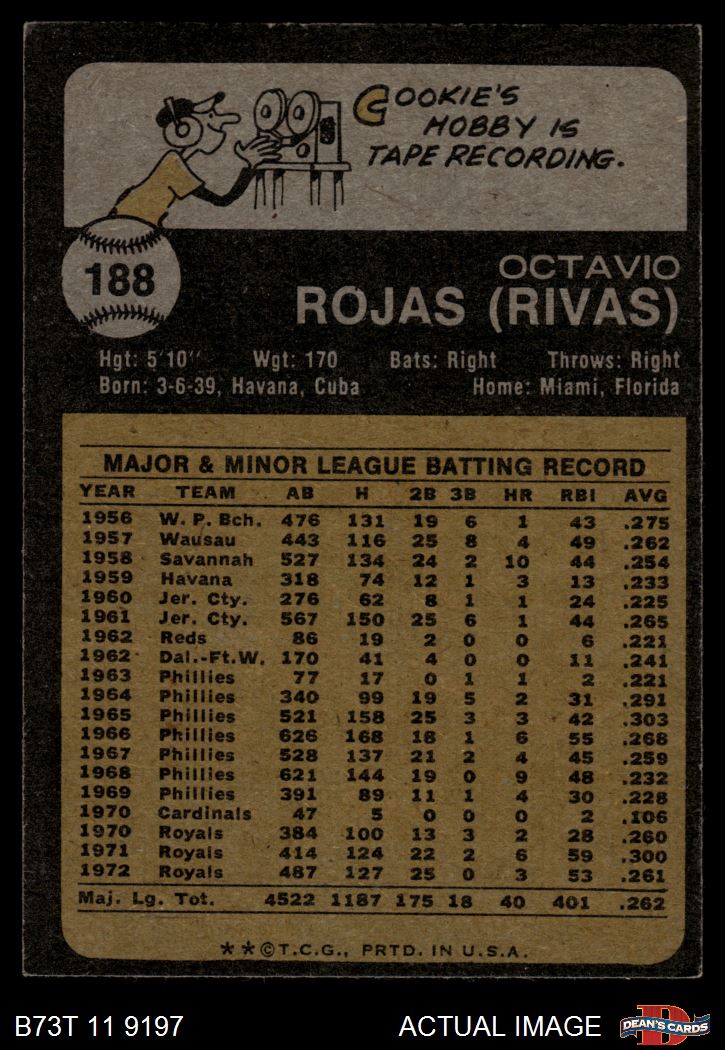 COOKIE'S
HOBBY IS
TAPE RECORDING.
188
OCTAVIO
ROJAS (RIVAS)
Hgt: 5'10" Wgt: 170 Bats: Right Throws: Right
Born: 3-6-39, Havana, Cuba Home: Miami, Florida
MAJOR & MINOR LEAGUE BATTING RECORD
YEAR TEAM AB H 2B 3B HR RBI AVG
1956 W. P. Bch. 476 131 19 6 1 43 .275
1957 Wausau 443 116 25 8 4 49 .262
1958 Savannah 527 134 24 2 10 44 .254
1959 Havana 318 74 12 1 3 13 .233
1960 Jer. Cty. 276 62 8 1 1 24 .225
1961 Jer. Cty. 567 150 25 6 1 44 .265
1962 Reds 86 19 2 0 0 6 .221
1962 Dal.-Ft.W. 170 41 4 0 0 11 .241
1963 Phillies 77 17 0 1 1 2 .221
1964 Phillies 340 99 19 5 2 31 .291
1965 Phillies 521 158 25 3 3 42 .303
1966 Phillies 626 168 18 1 6 55 .268
1967 Phillies 528 137 21 2 4 45 .259
1968 Phillies 621 144 19 0 9 48 .232
1969 Phillies 391 89 11 1 4 30 .228
1970 Cardinals 47 5 0 0 0 2 .106
1970 Royals 384 100 13 3 2 28 .260
1971 Royals 414 124 22 2 6 59 .300
1972 Royals 487 127 25 0 3 53 .261
Maj. Lg. Tot. 4522 1187 175 18 40 401 .262
**©T.C.G., PRTD. IN U.S.A.
B73T 11 9197 ACTUAL IMAGE D DEAN'S CARDS